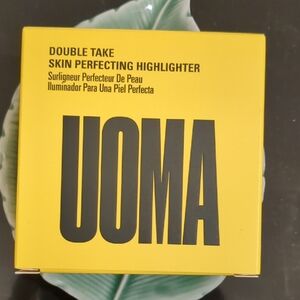 DOUBLE TAKE
SKIN PERFECTING HIGHLIGHTER
Surligneur Perfecteur De Peau
Iluminador Para Una Piel Perfecta
UOMA